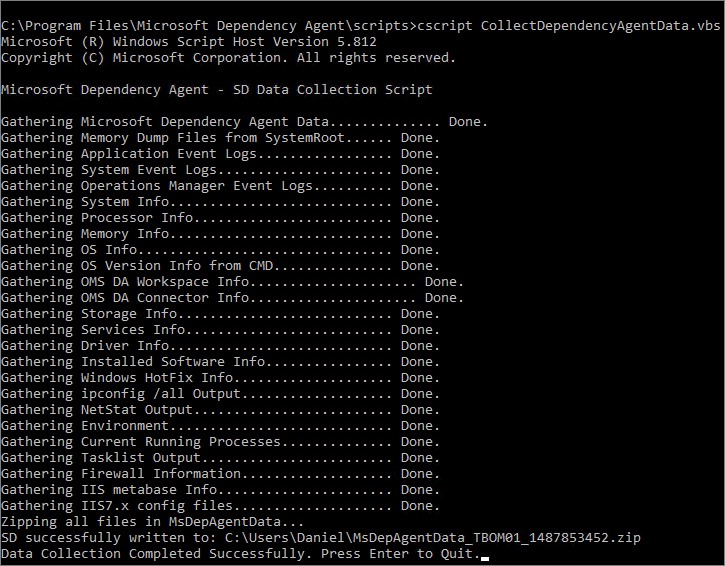 C:\Program Files\Microsoft Dependency Agent\scripts>cscript CollectDependencyAgentData.vbs
Microsoft (R) Windows Script Host Version 5.812
Copyright (C) Microsoft Corporation. All rights reserved.
Microsoft Dependency Agent - SD Data Collection Script
Gathering Microsoft Dependency Agent Data.............. Done.
Gathering Memory Dump Files from SystemRoot...... Done.
Gathering Application Event Logs................. Done.
Gathering System Event Logs...................... Done.
Gathering Operations Manager Event Logs.......... Done.
Gathering System Info............................ Done.
Gathering Processor Info......................... Done.
Gathering Memory Info............................ Done.
Gathering OS Info................................ Done.
Gathering OS Version Info from CMD............... Done.
Gathering OMS DA Workspace Info..................... Done.
Gathering OMS DA Connector Info..................... Done.
Gathering Storage Info........................... Done.
Gathering Services Info.......................... Done.
Gathering Driver Info............................ Done.
Gathering Installed Software Info................ Done.
Gathering Windows HotFix Info.................... Done.
Gathering ipconfig /all Output................... Done.
Gathering NetStat Output......................... Done.
Gathering Environment............................ Done.
Gathering Current Running Processes.............. Done.
Gathering Tasklist Output........................ Done.
Gathering Firewall Information................... Done.
Gathering IIS metabase Info...................... Done.
Gathering IIS7.x config files.................... Done.
Zipping all files in MsDepAgentData...
SD successfully written to: C:\Users\Daniel\MsDepAgentData_TBOM01_1487853452.zip
Data Collection Completed Successfully. Press Enter to Quit.